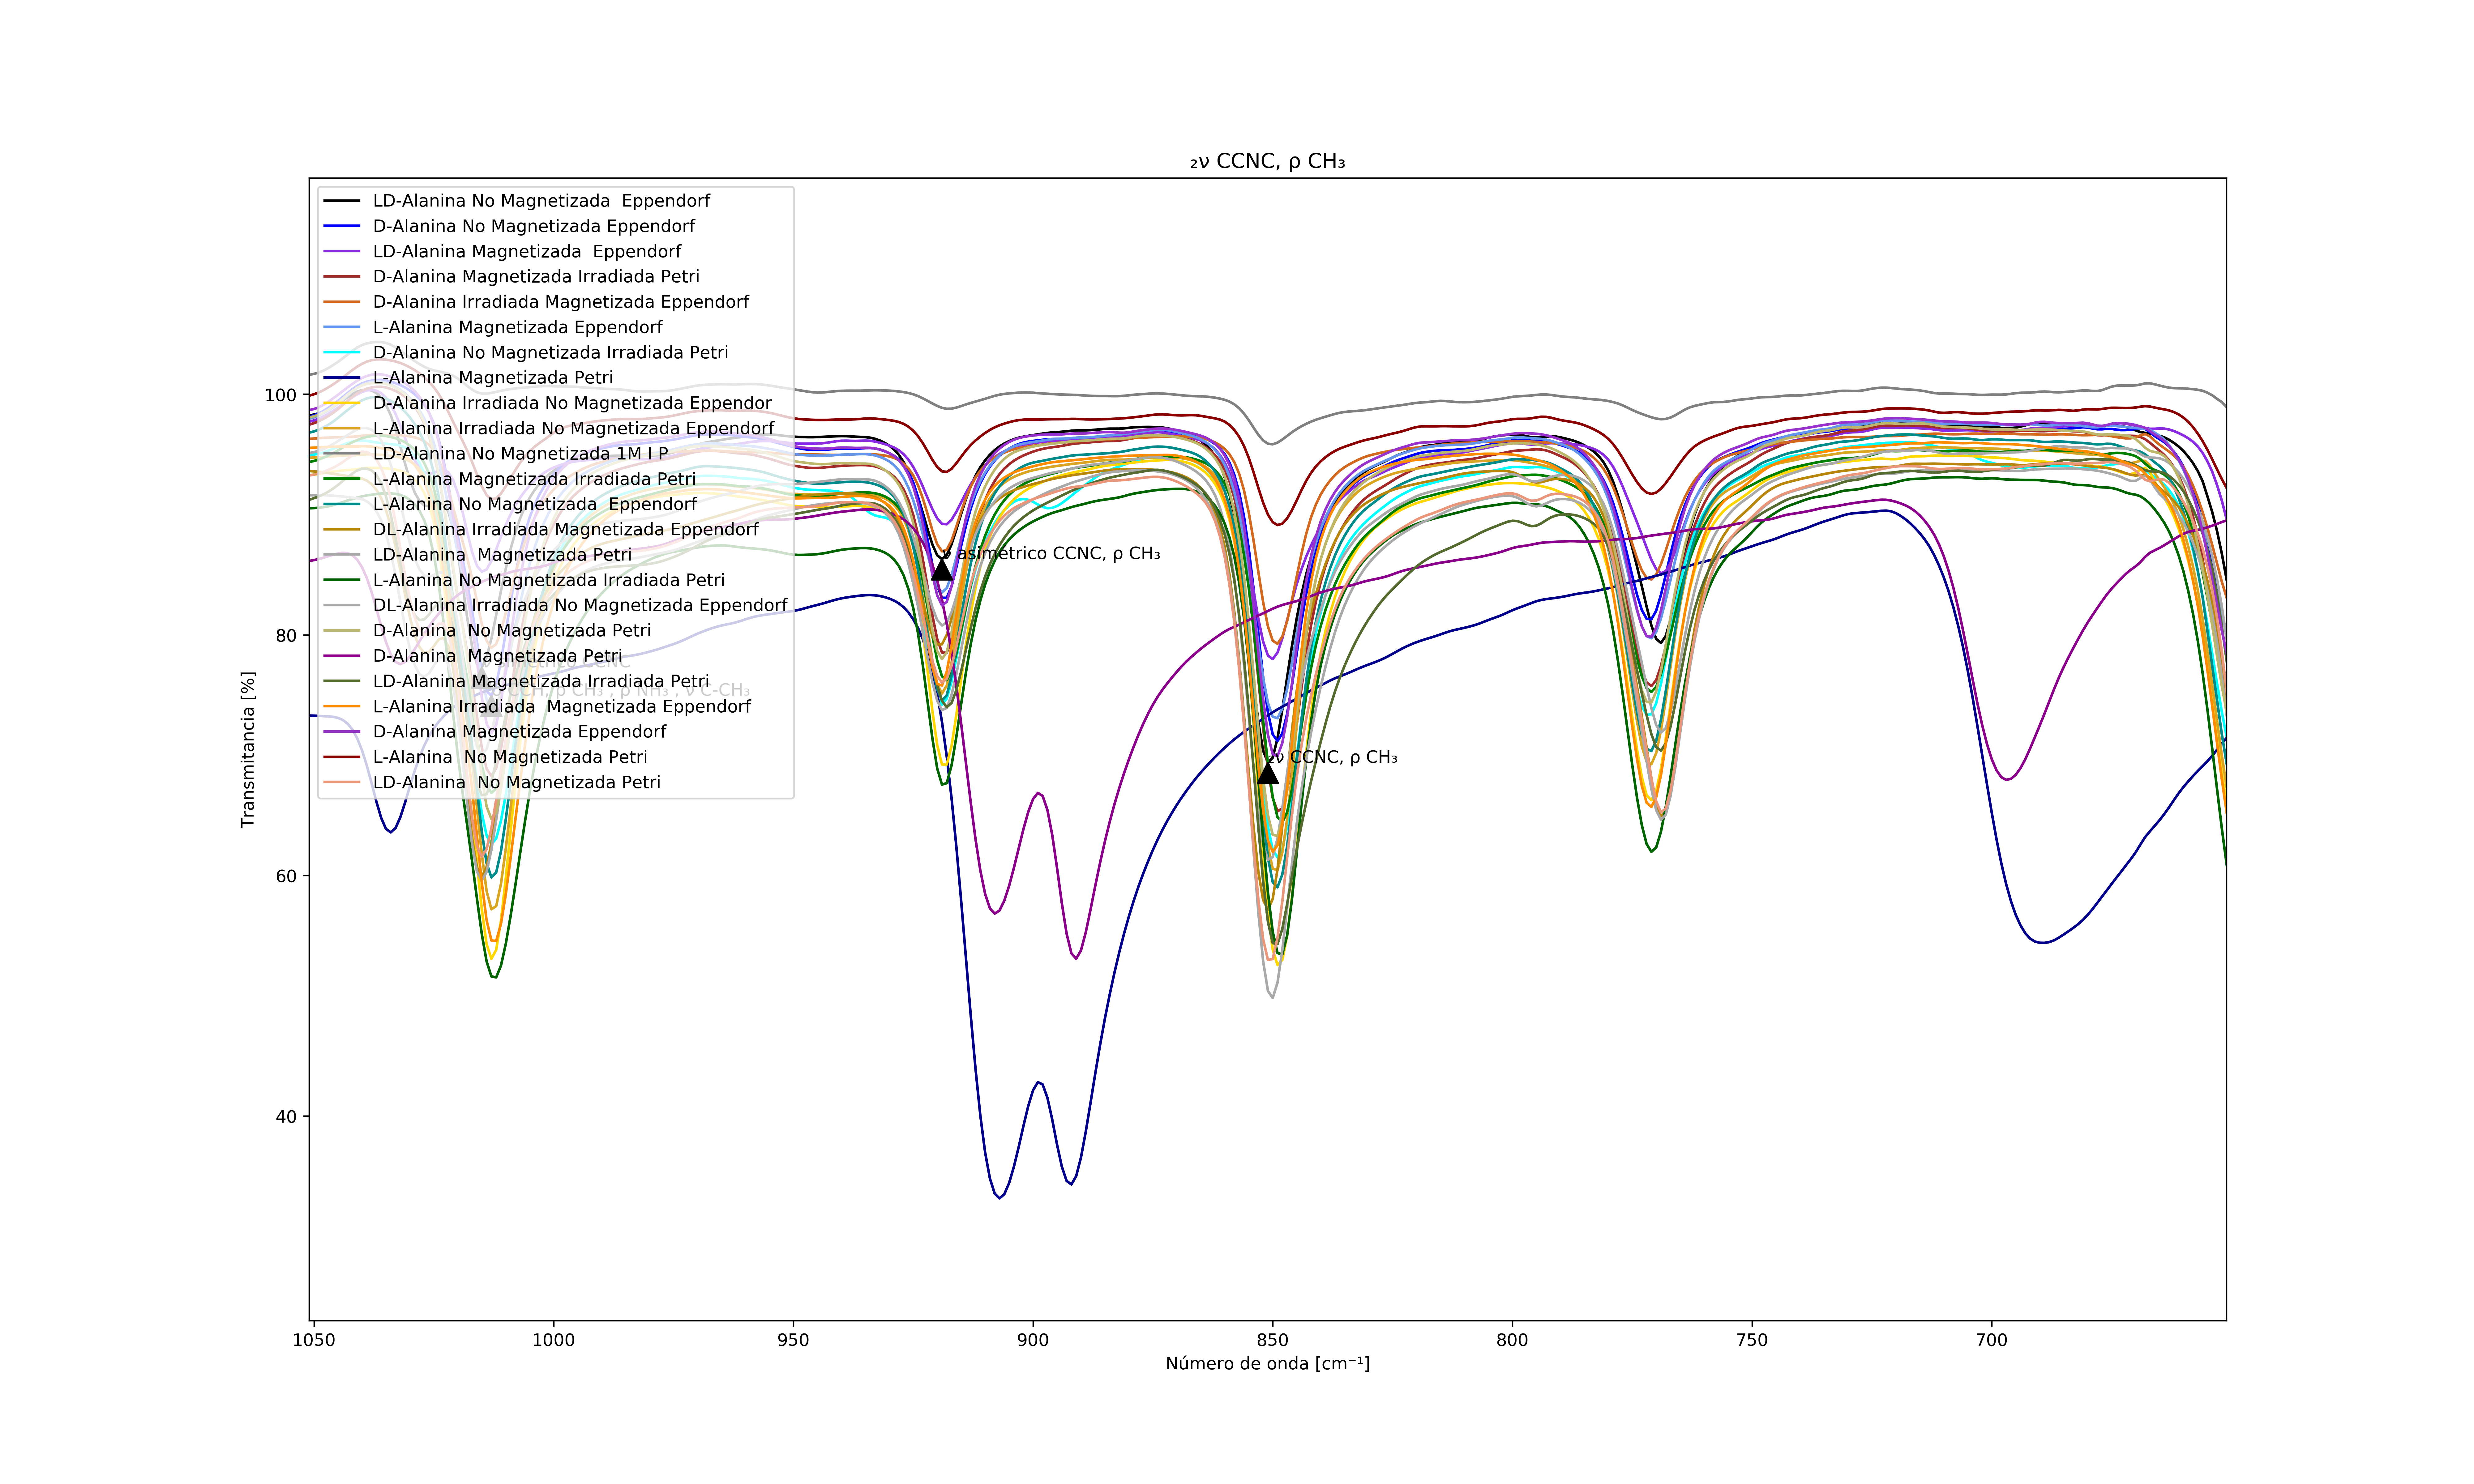 ₂ν CCNC, ρ CH₃
LD-Alanina No Magnetizada  Eppendorf
D-Alanina No Magnetizada Eppendorf
LD-Alanina Magnetizada  Eppendorf
D-Alanina Magnetizada Irradiada Petri
D-Alanina Irradiada Magnetizada Eppendorf
L-Alanina Magnetizada Eppendorf
D-Alanina No Magnetizada Irradiada Petri
L-Alanina Magnetizada Petri
D-Alanina Irradiada No Magnetizada Eppendor
L-Alanina Irradiada No Magnetizada Eppendorf
LD-Alanina No Magnetizada 1M I P
L-Alanina Magnetizada Irradiada Petri
L-Alanina No Magnetizada  Eppendorf
DL-Alanina Irradiada Magnetizada Eppendorf
LD-Alanina  Magnetizada Petri
L-Alanina No Magnetizada Irradiada Petri
DL-Alanina Irradiada No Magnetizada Eppendorf
D-Alanina  No Magnetizada Petri
D-Alanina  Magnetizada Petri
LD-Alanina Magnetizada Irradiada Petri
L-Alanina Irradiada  Magnetizada Eppendorf
D-Alanina Magnetizada Eppendorf
L-Alanina  No Magnetizada Petri
LD-Alanina  No Magnetizada Petri
ν asimetrico CCNC, ρ CH₃
₂ν CCNC, ρ CH₃
CCNC
CCH, ρ CH₃ , ρ NH₃ , ν C-CH₃
Transmitancia [%]
100
80
60
40
1050 1000 950 900 850 800 750 700
Número de onda [cm⁻¹]